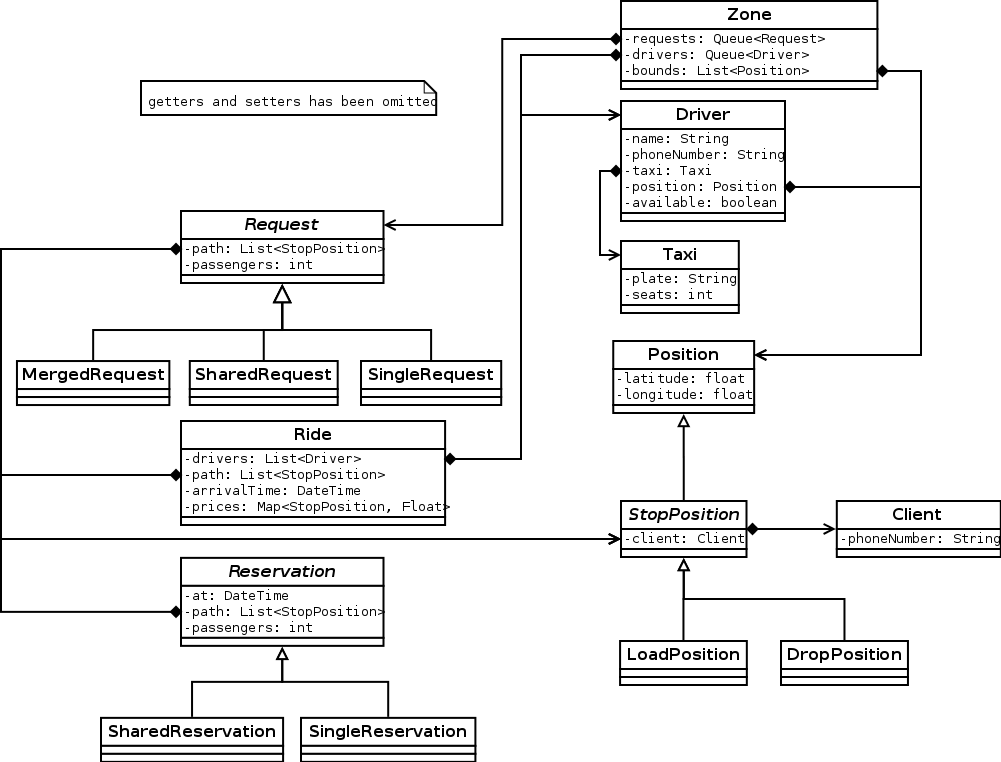 Zone
-requests: Queue<Request>
-drivers: Queue<Driver>
-bounds: List<Position>
getters and setters has been omitted
Driver
-name: String
-phoneNumber: String
-taxi: Taxi
-position: Position
-available: boolean
Request
-path: List<StopPosition>
-passengers: int
Taxi
-plate: String
-seats: int
MergedRequest
SharedRequest
SingleRequest
Position
-latitude: float
-longitude: float
Ride
-drivers: List<Driver>
-path: List<StopPosition>
-arrivalTime: DateTime
-prices: Map<StopPosition, Float>
StopPosition
-client: Client
Client
-phoneNumber: String
Reservation
-at: DateTime
-path: List<StopPosition>
-passengers: int
LoadPosition
DropPosition
SharedReservation
SingleReservation